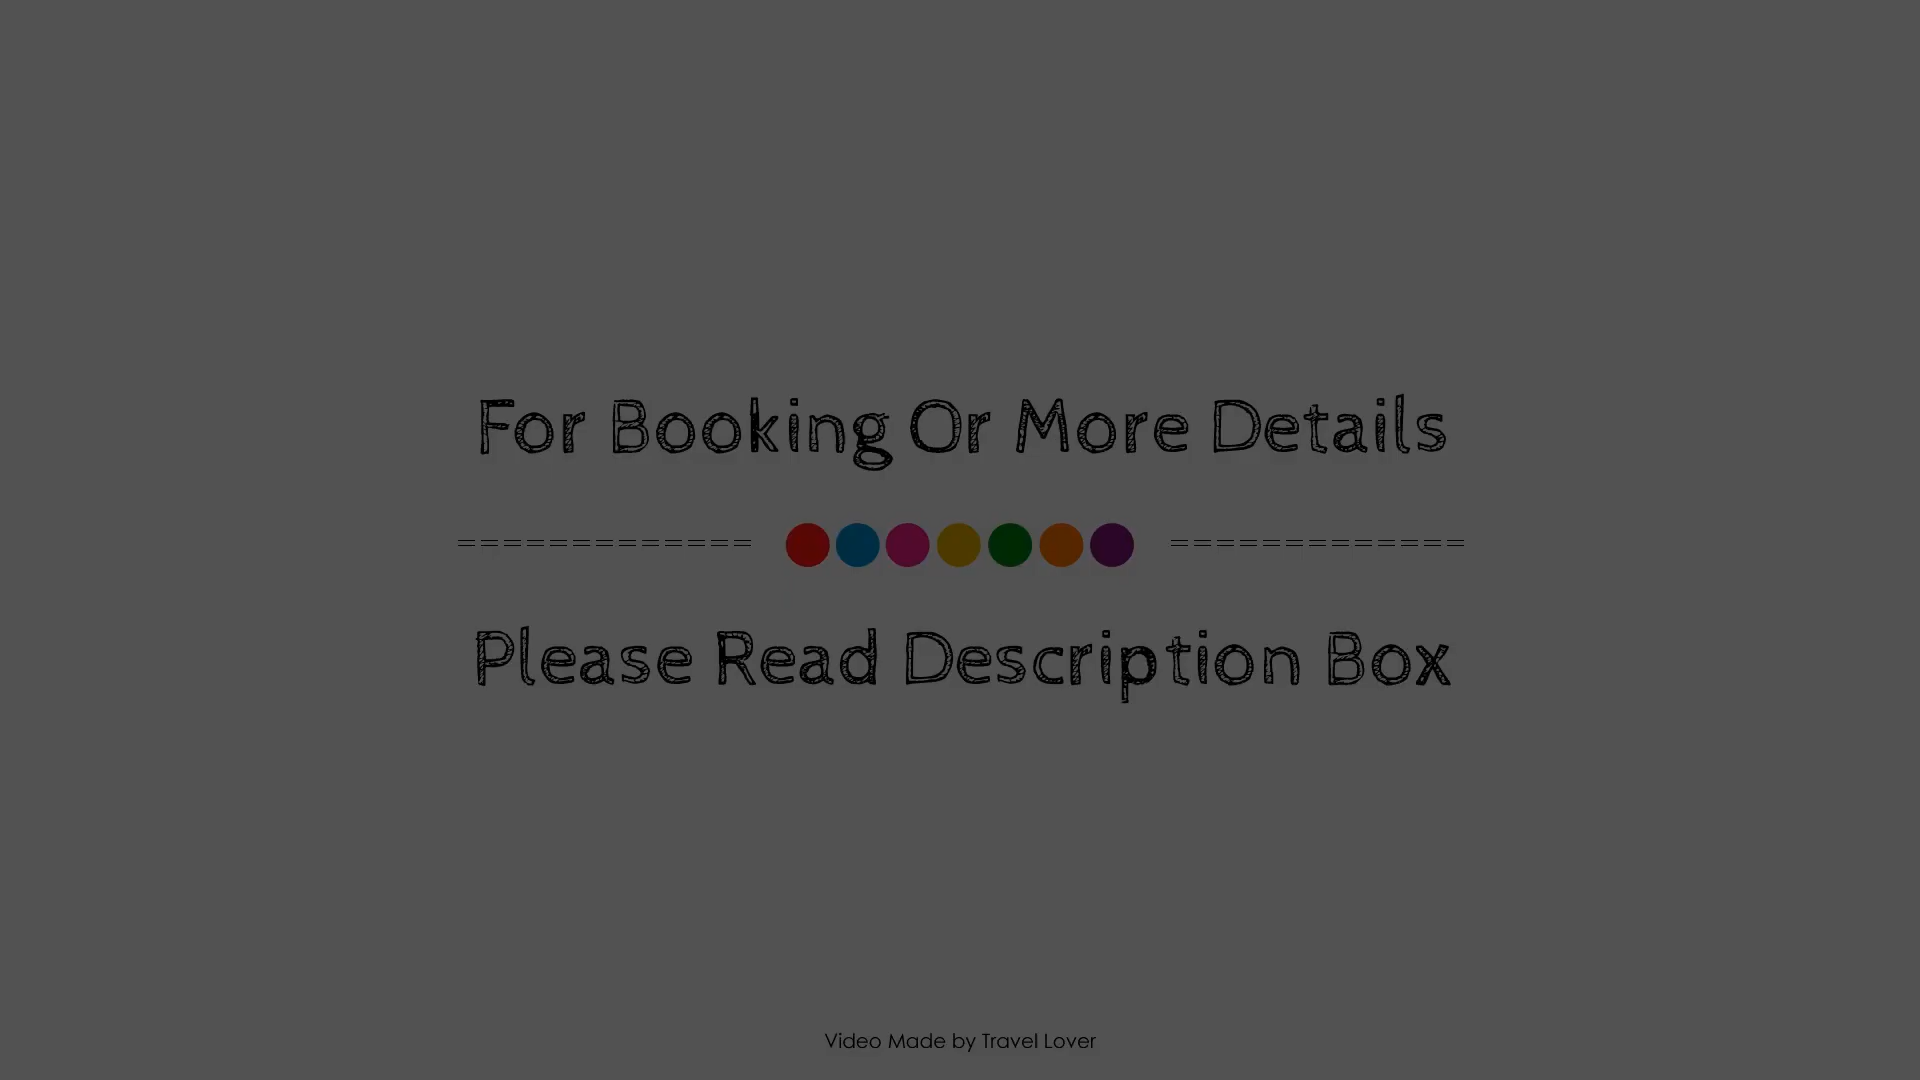 For Booking Or More Details
============= =============
Please Read Description Box
Video Made by Travel Lover